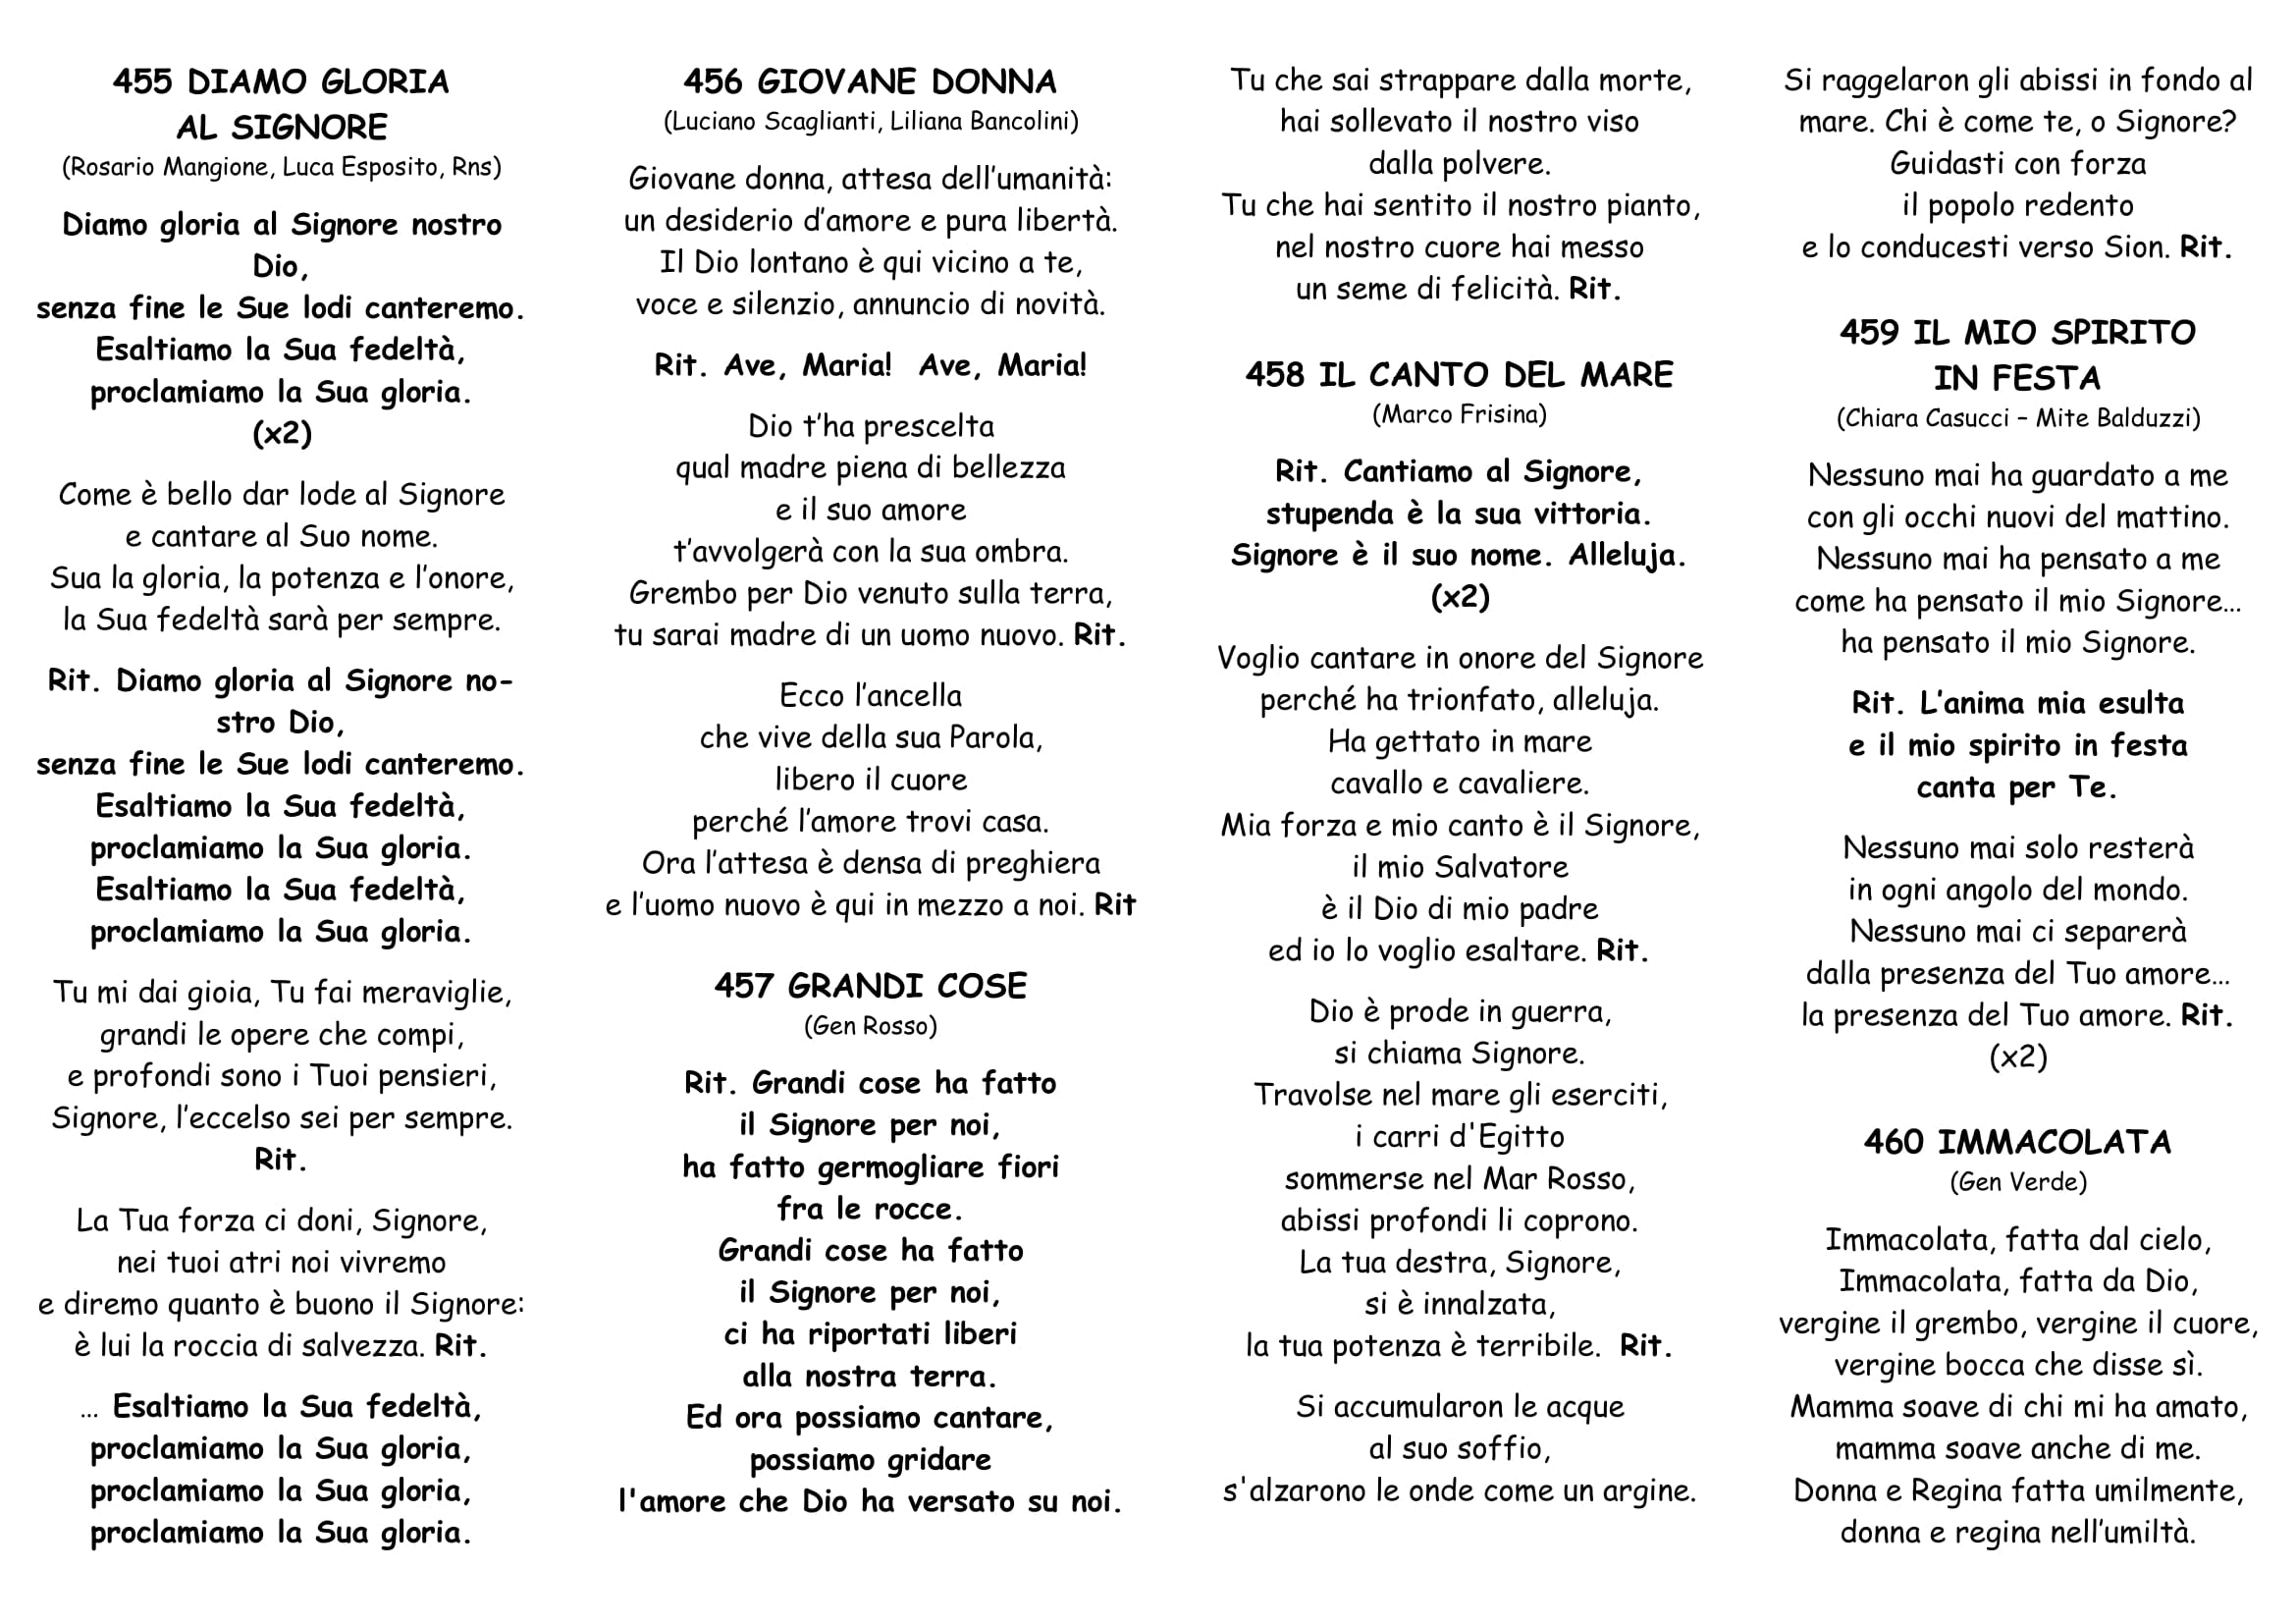 455 DIAMO GLORIA
AL SIGNORE
(Rosario Mangione, Luca Esposito, Rns)
Diamo gloria al Signore nostro
Dio,
senza fine le Sue lodi canteremo.
Esaltiamo la Sua fedeltà,
proclamiamo la Sua gloria.
(x2)
Come è bello dar lode al Signore
e cantare al Suo nome.
Sua la gloria, la potenza e l’onore,
la Sua fedeltà sarà per sempre.
Rit. Diamo gloria al Signore no-
stro Dio,
senza fine le Sue lodi canteremo.
Esaltiamo la Sua fedeltà,
proclamiamo la Sua gloria.
Esaltiamo la Sua fedeltà,
proclamiamo la Sua gloria.
Tu mi dai gioia, Tu fai meraviglie,
grandi le opere che compi,
e profondi sono i Tuoi pensieri,
Signore, l’eccelso sei per sempre.
Rit.
La Tua forza ci doni, Signore,
nei tuoi atri noi vivremo
e diremo quanto è buono il Signore:
è lui la roccia di salvezza. Rit.
… Esaltiamo la Sua fedeltà,
proclamiamo la Sua gloria,
proclamiamo la Sua gloria,
proclamiamo la Sua gloria.
456 GIOVANE DONNA
(Luciano Scaglianti, Liliana Bancolini)
Giovane donna, attesa dell’umanità:
un desiderio d’amore e pura libertà.
Il Dio lontano è qui vicino a te,
voce e silenzio, annuncio di novità.
Rit. Ave, Maria!  Ave, Maria!
Dio t’ha prescelta
qual madre piena di bellezza
e il suo amore
t’avvolgerà con la sua ombra.
Grembo per Dio venuto sulla terra,
tu sarai madre di un uomo nuovo. Rit.
Ecco l’ancella
che vive della sua Parola,
libero il cuore
perché l’amore trovi casa.
Ora l’attesa è densa di preghiera
e l’uomo nuovo è qui in mezzo a noi. Rit
457 GRANDI COSE
(Gen Rosso)
Rit. Grandi cose ha fatto
il Signore per noi,
ha fatto germogliare fiori
fra le rocce.
Grandi cose ha fatto
il Signore per noi,
ci ha riportati liberi
alla nostra terra.
Ed ora possiamo cantare,
possiamo gridare
l'amore che Dio ha versato su noi.
Tu che sai strappare dalla morte,
hai sollevato il nostro viso
dalla polvere.
Tu che hai sentito il nostro pianto,
nel nostro cuore hai messo
un seme di felicità. Rit.
458 IL CANTO DEL MARE
(Marco Frisina)
Rit. Cantiamo al Signore,
stupenda è la sua vittoria.
Signore è il suo nome. Alleluja.
(x2)
Voglio cantare in onore del Signore
perché ha trionfato, alleluja.
Ha gettato in mare
cavallo e cavaliere.
Mia forza e mio canto è il Signore,
il mio Salvatore
è il Dio di mio padre
ed io lo voglio esaltare. Rit.
Dio è prode in guerra,
si chiama Signore.
Travolse nel mare gli eserciti,
i carri d'Egitto
sommerse nel Mar Rosso,
abissi profondi li coprono.
La tua destra, Signore,
si è innalzata,
la tua potenza è terribile.  Rit.
Si accumularon le acque
al suo soffio,
s'alzarono le onde come un argine.
Si raggelaron gli abissi in fondo al
mare. Chi è come te, o Signore?
Guidasti con forza
il popolo redento
e lo conducesti verso Sion. Rit.
459 IL MIO SPIRITO
IN FESTA
(Chiara Casucci – Mite Balduzzi)
Nessuno mai ha guardato a me
con gli occhi nuovi del mattino.
Nessuno mai ha pensato a me
come ha pensato il mio Signore…
ha pensato il mio Signore.
Rit. L’anima mia esulta
e il mio spirito in festa
canta per Te.
Nessuno mai solo resterà
in ogni angolo del mondo.
Nessuno mai ci separerà
dalla presenza del Tuo amore…
la presenza del Tuo amore. Rit.
(x2)
460 IMMACOLATA
(Gen Verde)
Immacolata, fatta dal cielo,
Immacolata, fatta da Dio,
vergine il grembo, vergine il cuore,
vergine bocca che disse sì.
Mamma soave di chi mi ha amato,
mamma soave anche di me.
Donna e Regina fatta umilmente,
donna e regina nell’umiltà.